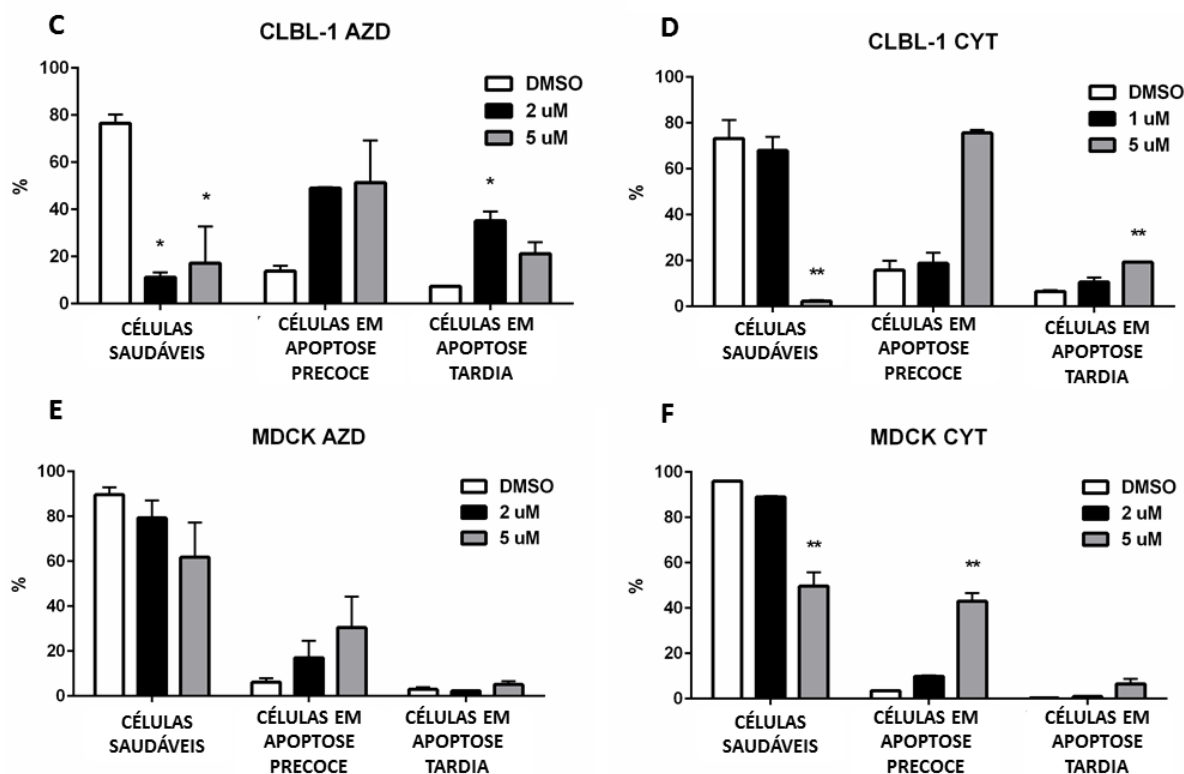 C
CLBL-1 AZD
DMSO
2 uM
5 uM
%
100
80
60
40
20
0
*
*
*
CÉLULAS
SAUDÁVEIS
CÉLULAS EM
APOPTOSE
PRECOCE
CÉLULAS EM
APOPTOSE
TARDIA
D
CLBL-1 CYT
DMSO
1 uM
5 uM
%
100
80
60
40
20
0
**
**
CÉLULAS
SAUDÁVEIS
CÉLULAS EM
APOPTOSE
PRECOCE
CÉLULAS EM
APOPTOSE
TARDIA
E
MDCK AZD
DMSO
2 uM
5 uM
%
100
80
60
40
20
0
CÉLULAS
SAUDÁVEIS
CÉLULAS EM
APOPTOSE
PRECOCE
CÉLULAS EM
APOPTOSE
TARDIA
F
MDCK CYT
DMSO
2 uM
5 uM
%
100
80
60
40
20
0
**
**
CÉLULAS
SAUDÁVEIS
CÉLULAS EM
APOPTOSE
PRECOCE
CÉLULAS EM
APOPTOSE
TARDIA